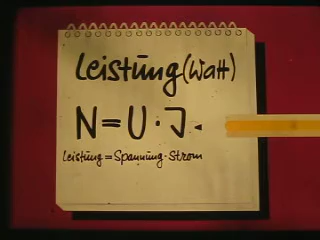 Leistung (Watt)
N = U · J.
Leistung = Spannung · Strom